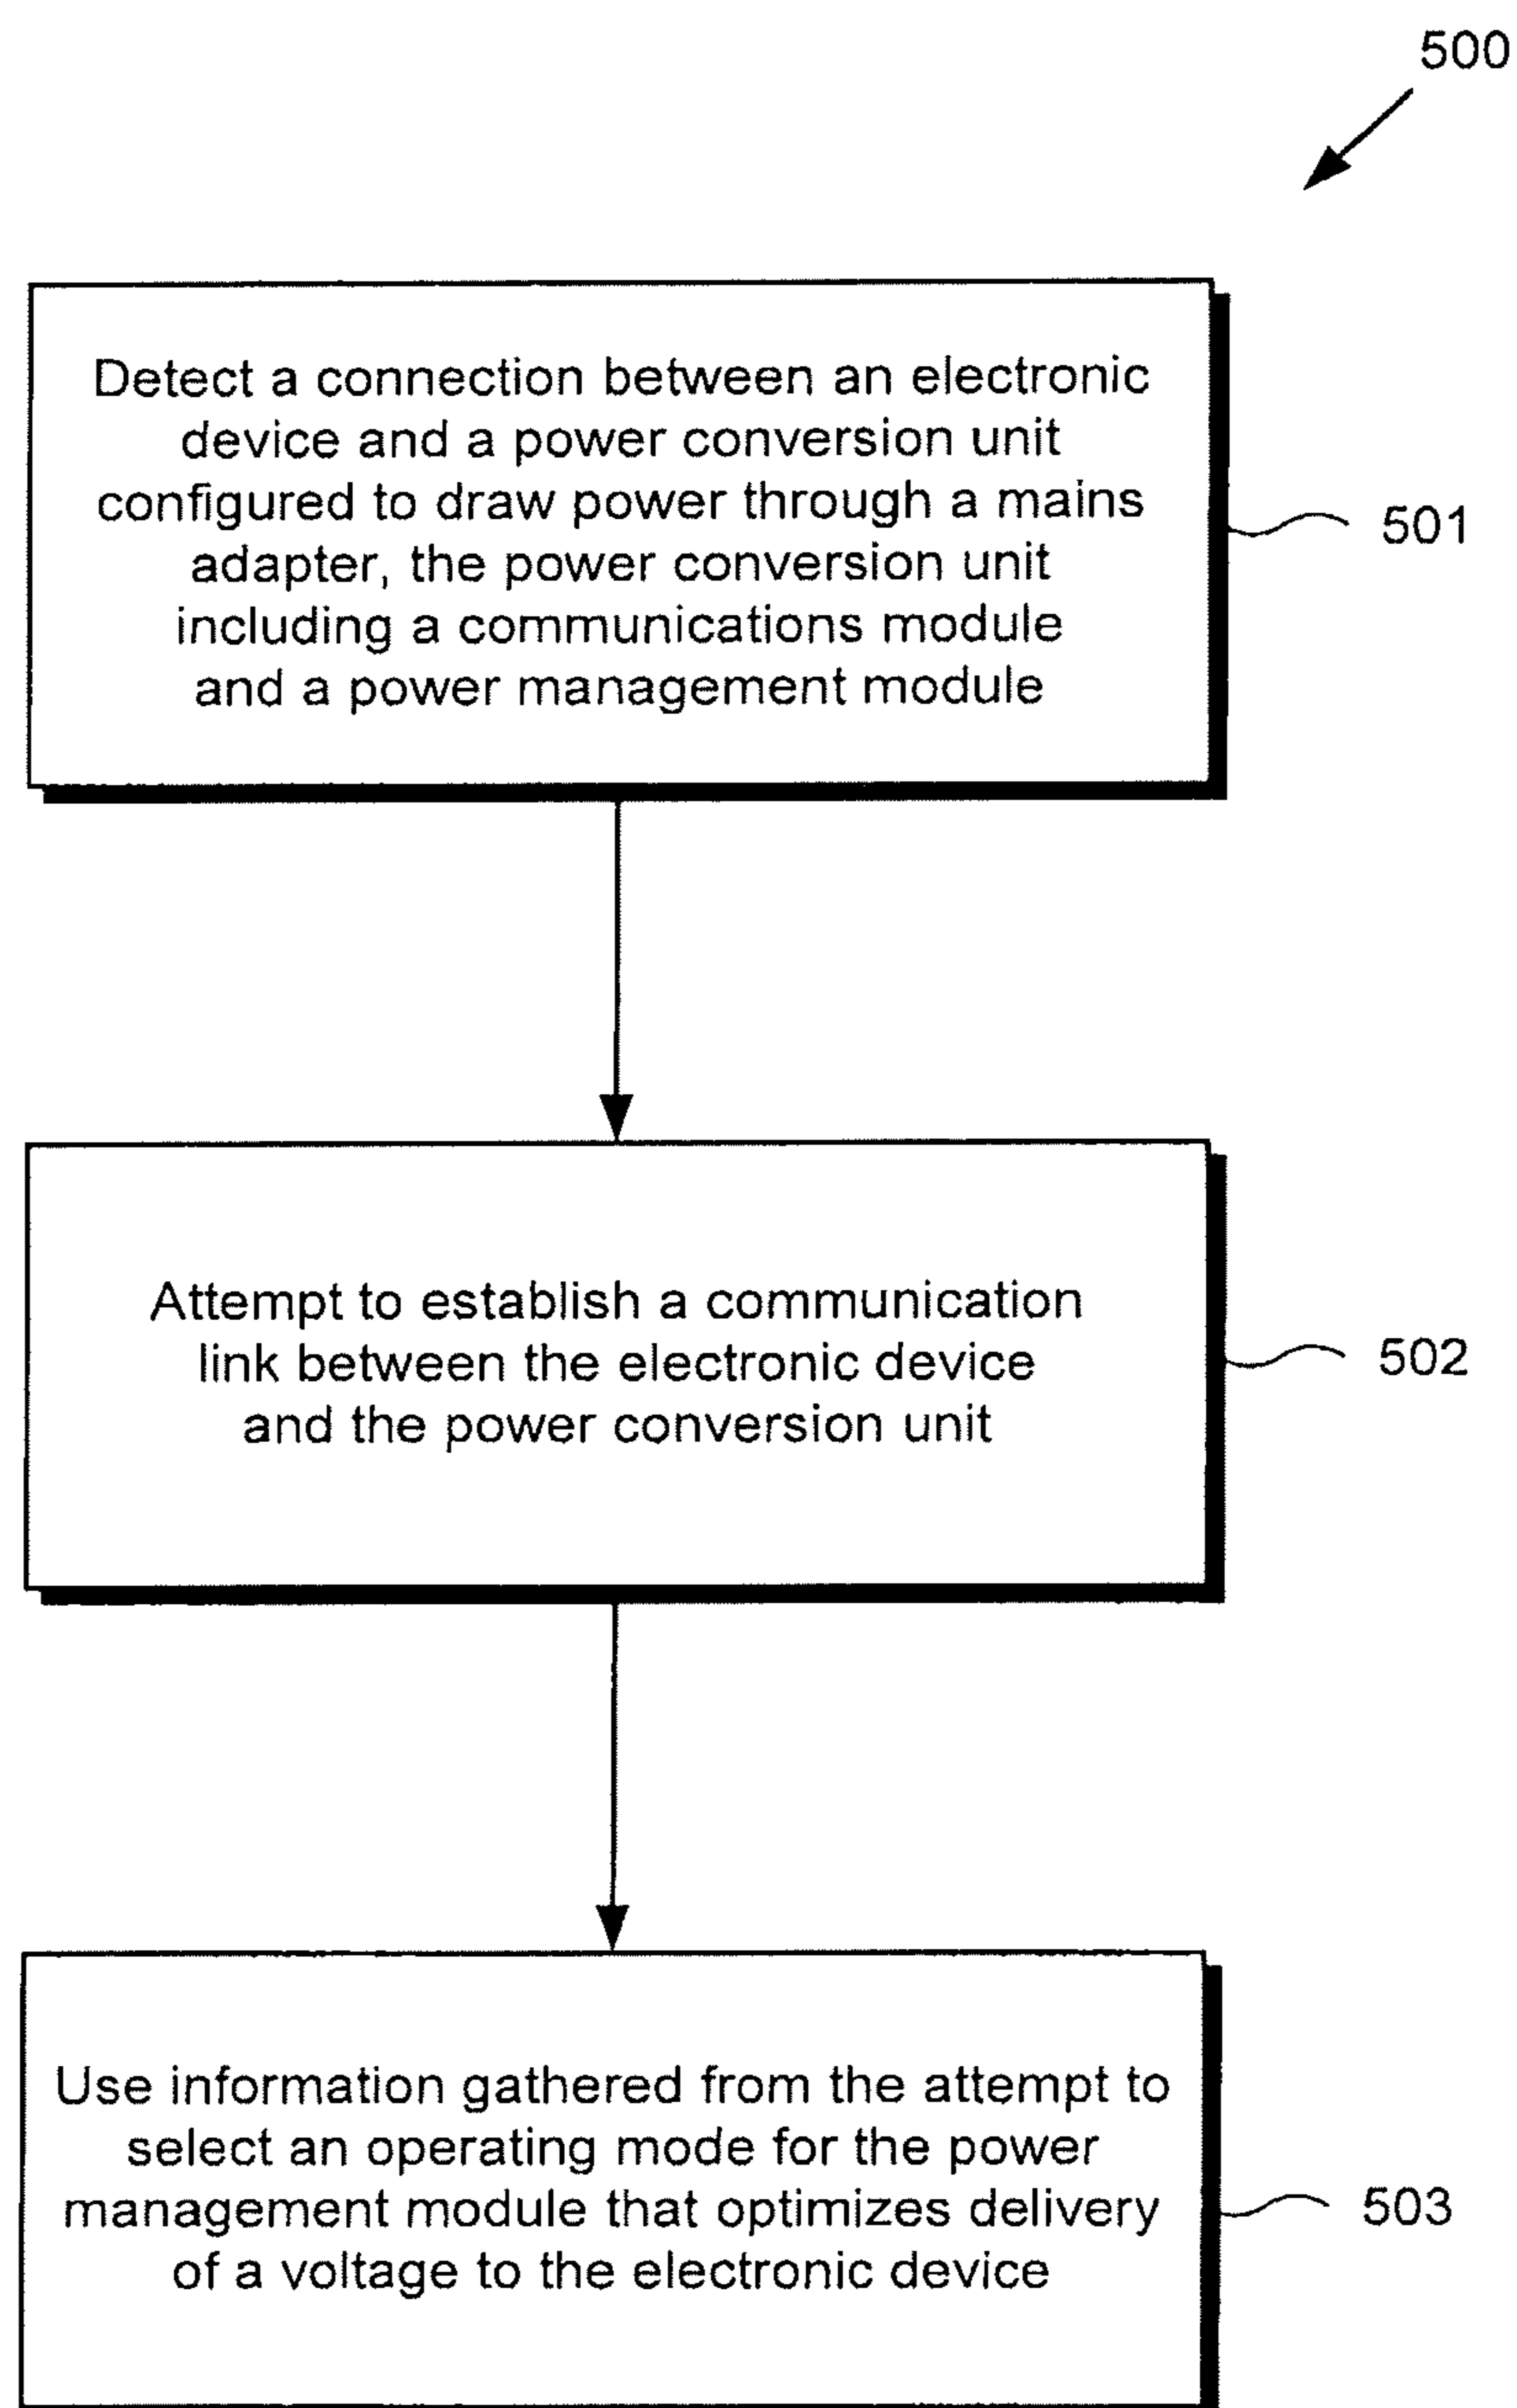 500
Detect a connection between an electronic
device and a power conversion unit
configured to draw power through a mains
adapter, the power conversion unit
including a communications module
and a power management module
501
Attempt to establish a communication
link between the electronic device
and the power conversion unit
502
Use information gathered from the attempt to
select an operating mode for the power
management module that optimizes delivery
of a voltage to the electronic device
503